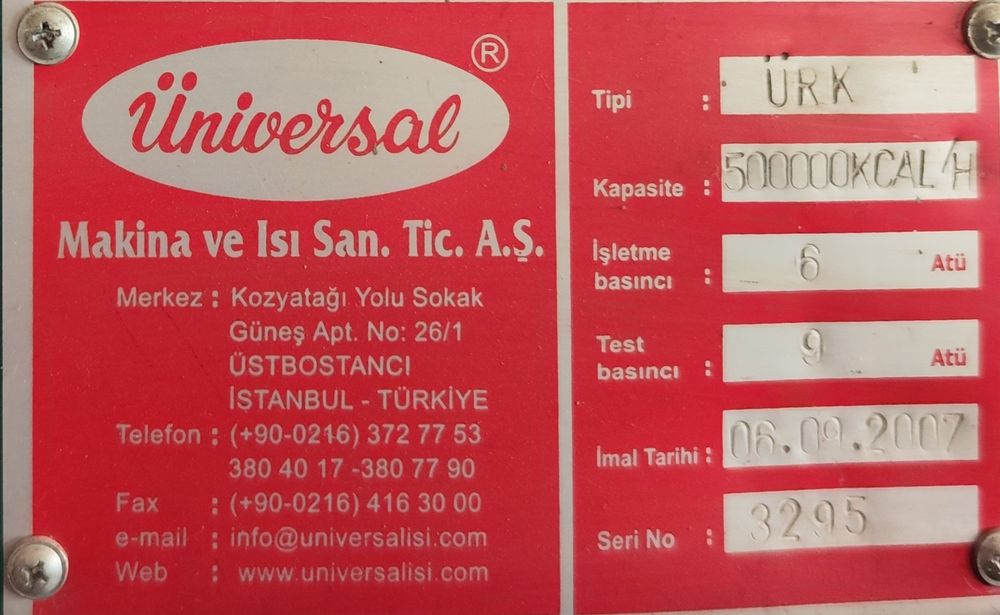 Üniversal ®
Makina ve Isı San. Tic. A.Ş.
Merkez : Kozyatağı Yolu Sokak
Güneş Apt. No: 26/1
ÜSTBOSTANCI
İSTANBUL - TÜRKİYE
Telefon : (+90-0216) 372 77 53
380 40 17 -380 77 90
Fax : (+90-0216) 416 30 00
e-mail : info@universalisi.com
Web : www.universalisi.com
Tipi : ÜRK
Kapasite : 500000KCAL/H
İşletme
basıncı : 6 Atü
Test
basıncı : 9 Atü
İmal Tarihi : 06.09.2007
Seri No : 3295